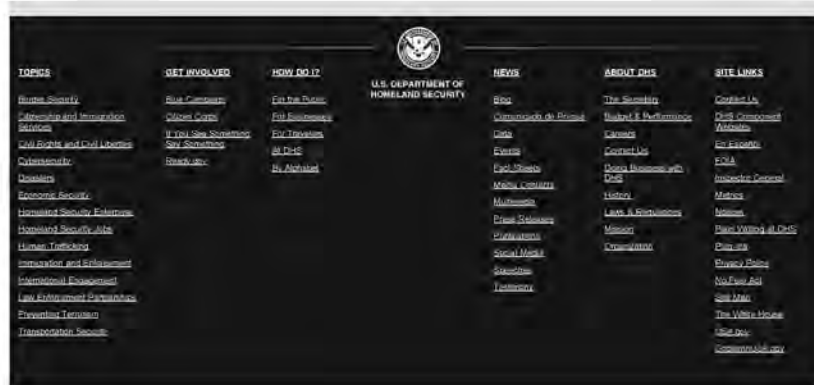 TOPICS
Border Security
Citizenship and Immigration
Services
Civil Rights and Civil Liberties
Cybersecurity
Disasters
Economic Security
Homeland Security Enterprise
Homeland Security Jobs
Human Trafficking
Immigration and Enforcement
International Engagement
Law Enforcement Partnerships
Preventing Terrorism
Transportation Security
GET INVOLVED
Blue Campaign
Citizen Corps
If You See Something
Say Something
Ready.gov
HOW DO I?
For the Public
For Businesses
For Travelers
At DHS
By Alphabet
U.S. DEPARTMENT OF
HOMELAND SECURITY
NEWS
Blog
Comunicado de Prensa
Data
Events
Fact Sheets
Media Contacts
Multimedia
Press Releases
Publications
Social Media
Speeches
Testimony
ABOUT DHS
The Secretary
Budget & Performance
Careers
Contact Us
Doing Business with
DHS
History
Laws & Regulations
Mission
Organization
SITE LINKS
Contact Us
DHS Component
Websites
En Español
FOIA
Inspector General
Metrics
Notices
Plain Writing at DHS
Plug-ins
Privacy Policy
No Fear Act
Site Map
The White House
USA.gov